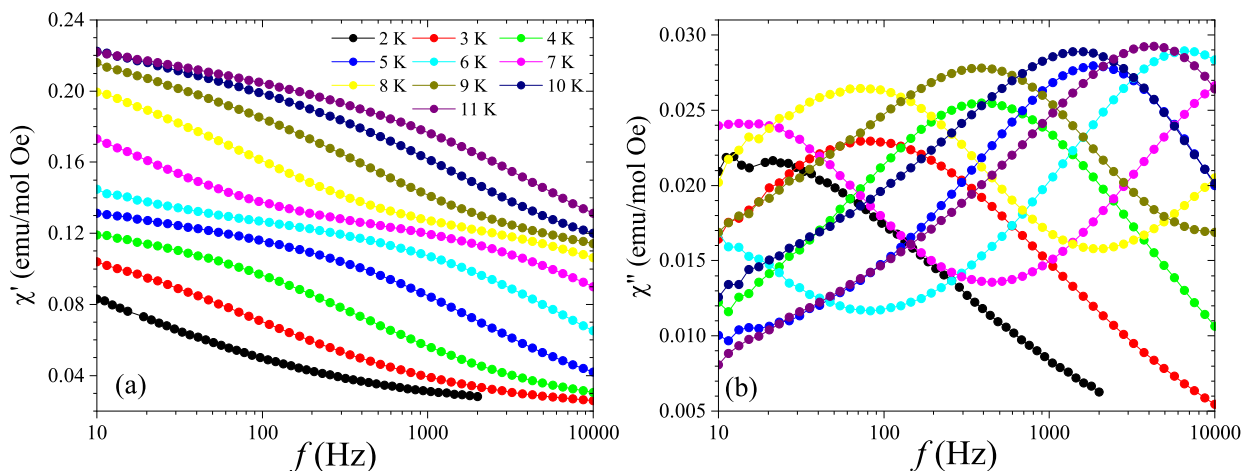 2 K 3 K 4 K
5 K 6 K 7 K
8 K 9 K 10 K
11 K
0.24
0.20
0.16
0.12
0.08
0.04
χ' (emu/mol Oe)
(a)
10 100 1000 10000
f (Hz)
0.030
0.025
0.020
0.015
0.010
0.005
χ" (emu/mol Oe)
(b)
10 100 1000 10000
f (Hz)